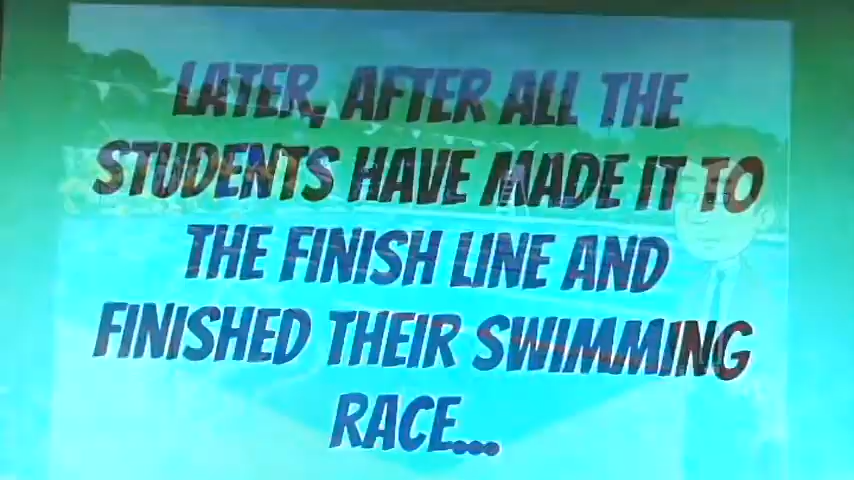 LATER, AFTER ALL THE
STUDENTS HAVE MADE IT TO
THE FINISH LINE AND
FINISHED THEIR SWIMMING
RACE...